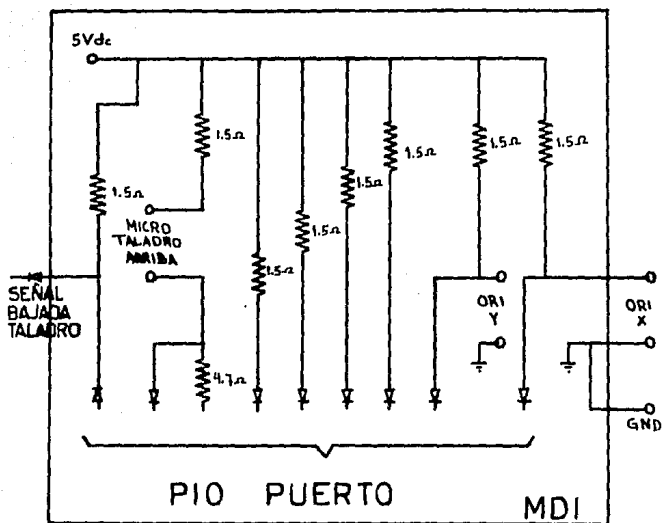 5Vdc
1.5Ω
1.5Ω
1.5Ω
1.5Ω
1.5Ω
1.5Ω
1.5Ω
1.5Ω
MICRO
TALADRO
ARRIBA
SEÑAL
BAJADA
TALADRO
4.7Ω
ORI
Y
ORI
X
GND
PIO PUERTO
MDI